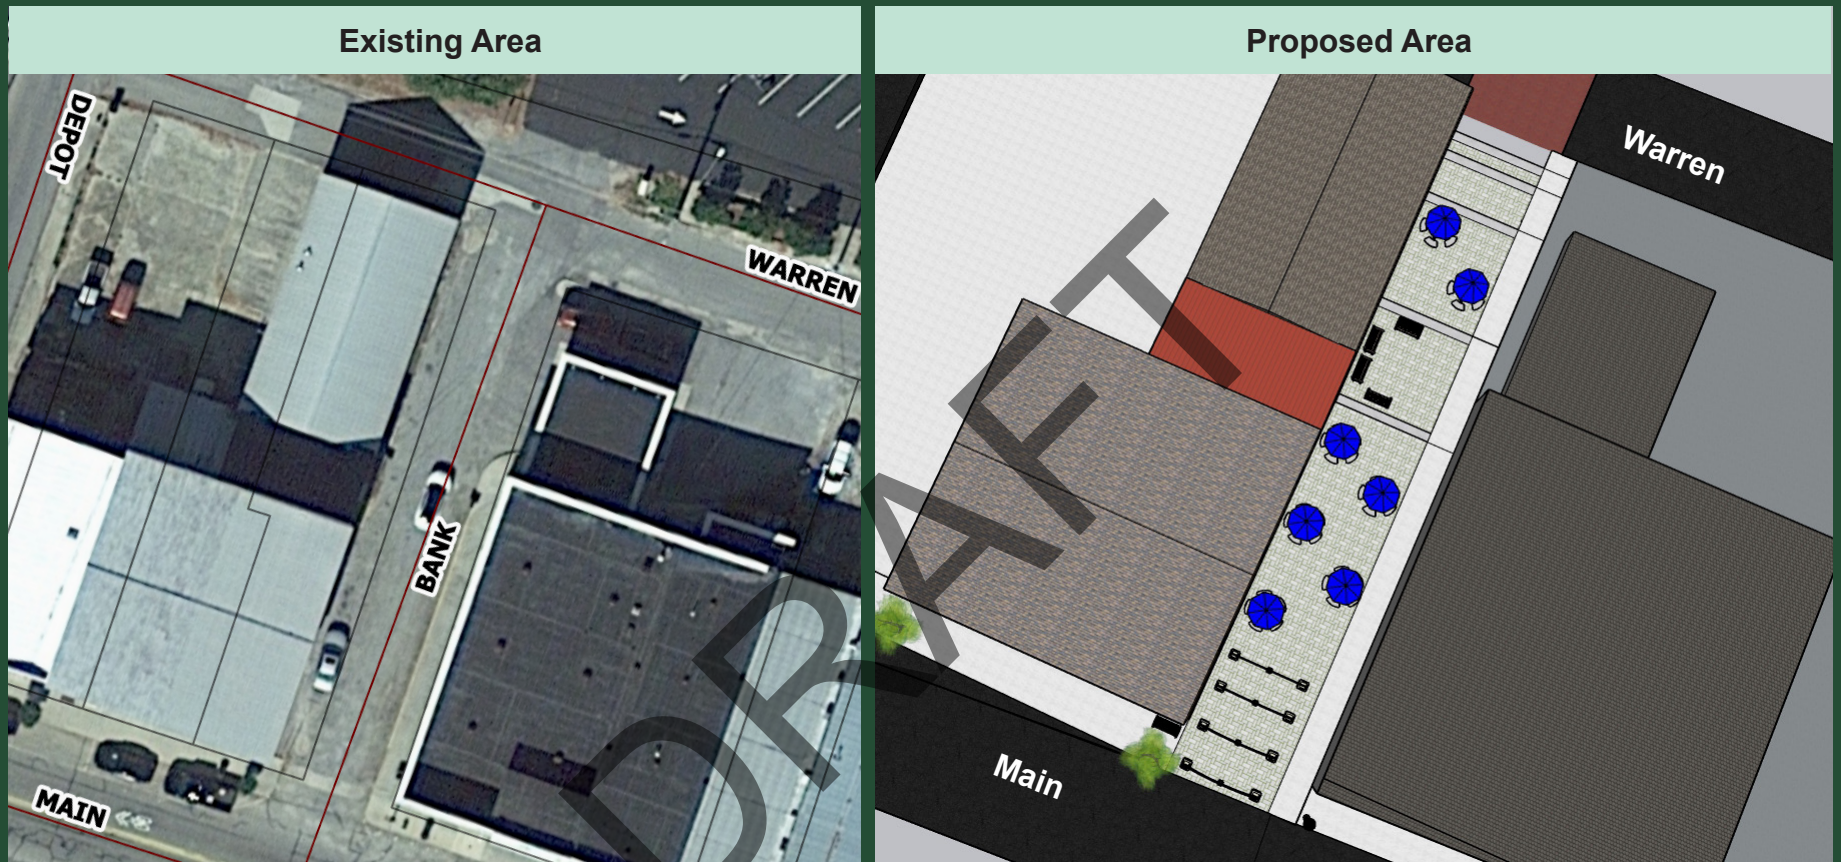 Existing Area
Proposed Area
DEPOT
WARREN
BANK
MAIN
Warren
Main
DRAFT